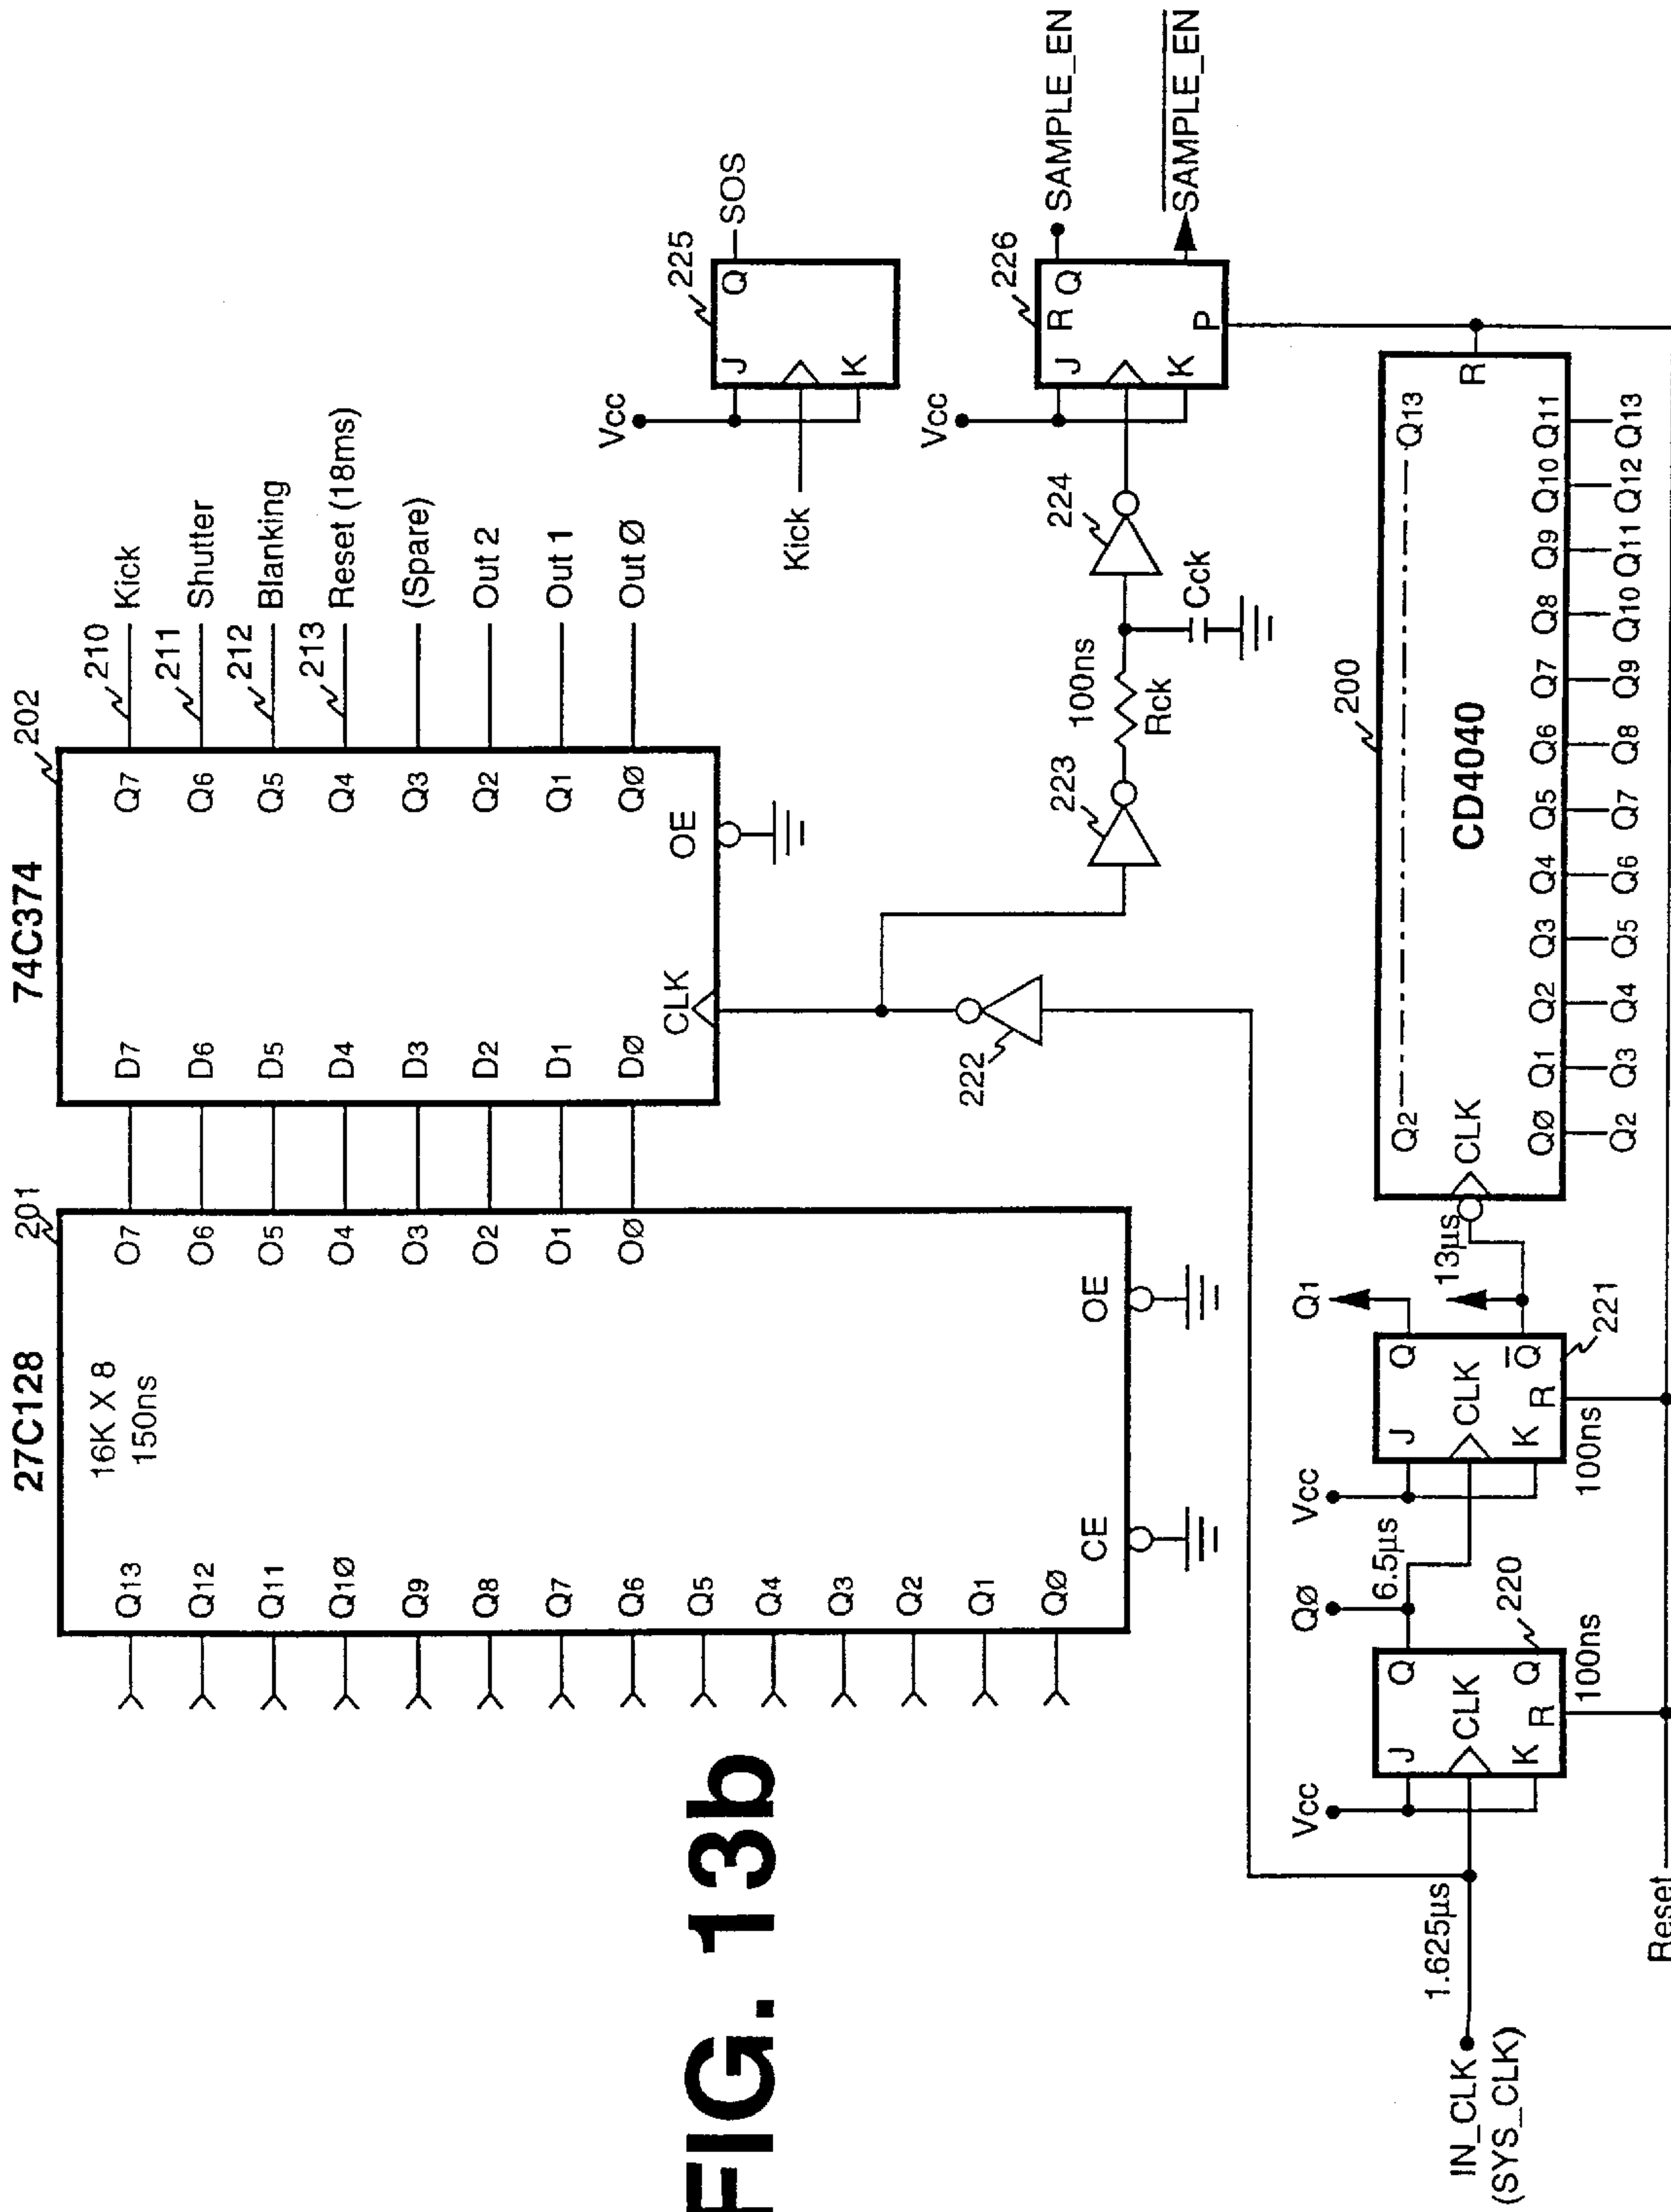 27C128
201
16K X 8
150ns
Q13
Q12
Q11
Q1Ø
Q9
Q8
Q7
Q6
Q5
Q4
Q3
Q2
Q1
QØ
O7
O6
O5
O4
O3
O2
O1
OØ
CE
OE
74C374
202
D7
D6
D5
D4
D3
D2
D1
DØ
Q7
Q6
Q5
Q4
Q3
Q2
Q1
QØ
CLK
OE
210
Kick
211
Shutter
212
Blanking
213
Reset (18ms)
(Spare)
Out 2
Out 1
Out Ø
Vcc
Kick
J
K
Q
225
SOS
222
223
100ns
Rck
Cck
224
Vcc
J
R
Q
K
P
226
SAMPLE_EN
SAMPLE_EN
IN_CLK
(SYS_CLK)
1.625µs
Vcc
J
CLK
K
Q
Q
R
220
100ns
QØ
6.5µs
Vcc
J
CLK
K
Q
Q
R
221
100ns
Q1
13µs
200
Q2
Q13
CLK
CD4040
R
QØ Q1 Q2 Q3 Q4 Q5 Q6 Q7 Q8 Q9 Q10 Q11
Q2 Q3 Q4 Q5 Q6 Q7 Q8 Q9 Q10 Q11 Q12 Q13
Reset
FIG. 13b